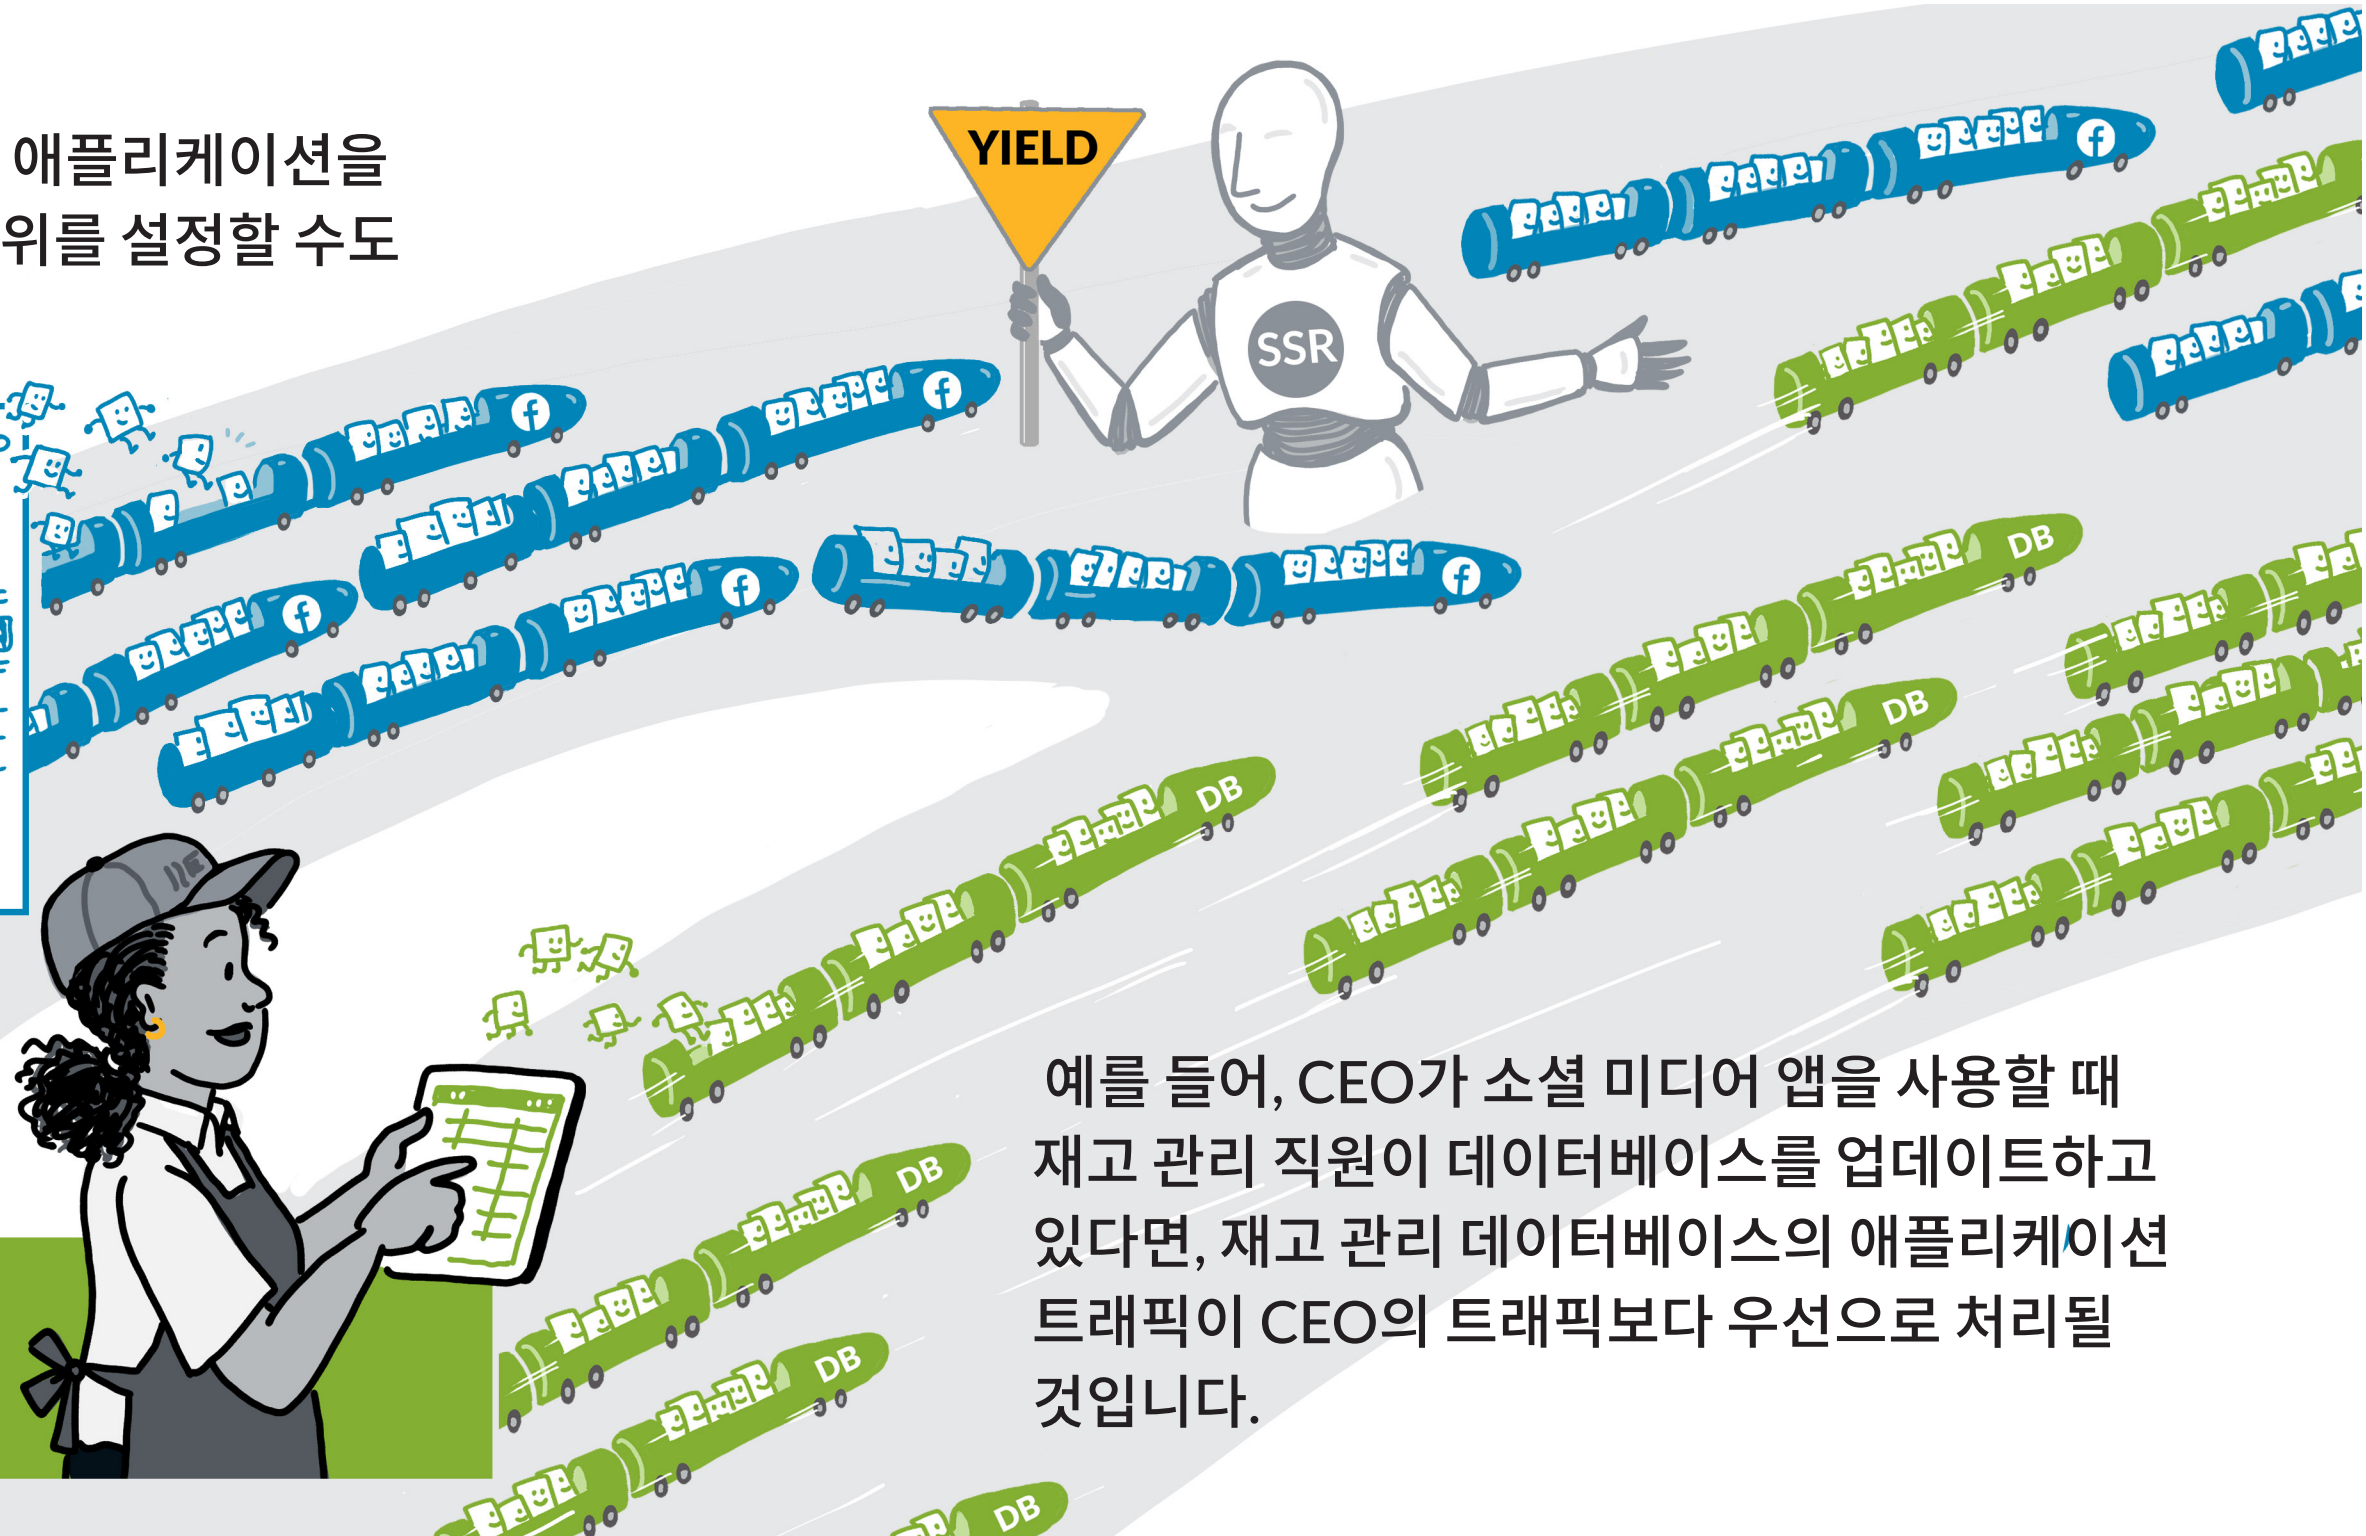 애플리케이션을
위를 설정할 수도
YIELD
SSR
f
f
f
f
f
f
DB
DB
DB
DB
DB
DB
예를 들어, CEO가 소셜 미디어 앱을 사용할 때
재고 관리 직원이 데이터베이스를 업데이트하고
있다면, 재고 관리 데이터베이스의 애플리케이션
트래픽이 CEO의 트래픽보다 우선으로 처리될
것입니다.